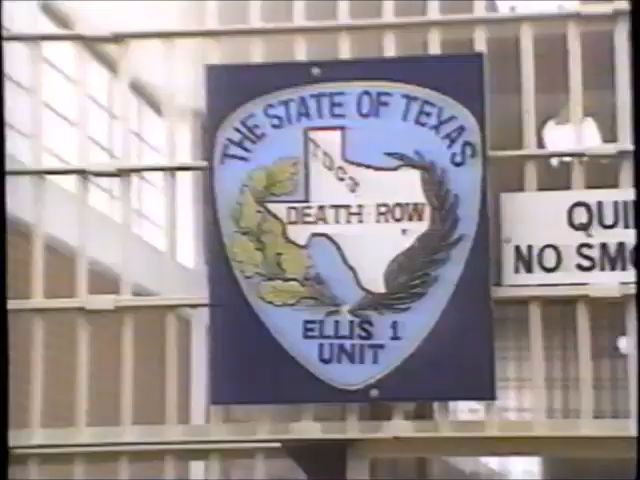 THE STATE OF TEXAS
TDCJ
DEATH ROW
ELLIS 1
UNIT
QUI
NO SMO